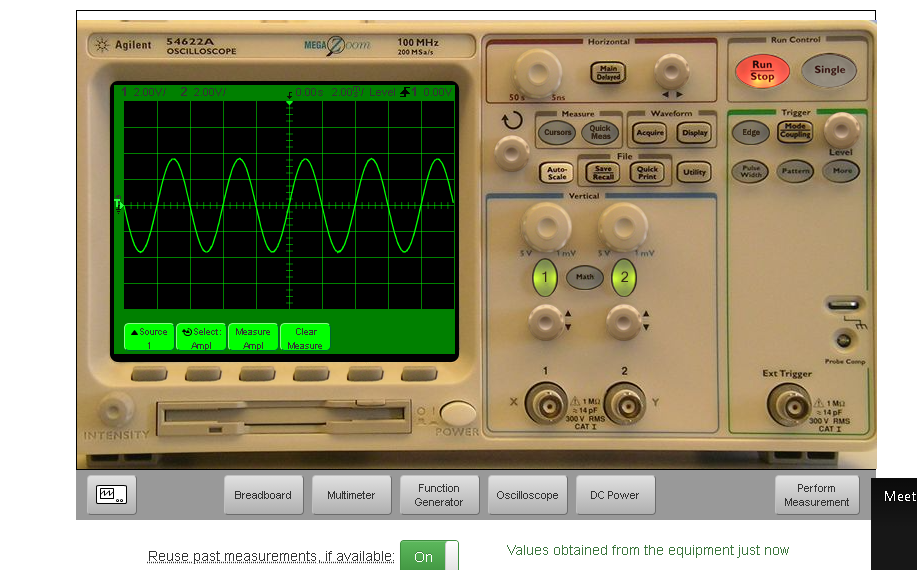 Agilent
54622A
OSCILLOSCOPE
MEGA Zoom
100 MHz
200 MSa/s
1 2.00V/ 2 2.00V/ 0.00s 2.00 Level 1 0.00V
T
Source
1
Select:
Ampl
Measure
Ampl
Clear
Measure
INTENSITY
POWER
Horizontal
50 s
5ns
Main
Delayed
Measure
Cursors
Quick
Meas
Waveform
Acquire
Display
Auto-
Scale
File
Save
Recall
Quick
Print
Utility
Vertical
5 V
1 mV
5 V
1 mV
1
Math
2
1
2
X
Y
1 MΩ
≈ 14 pF
300 V RMS
CAT I
Run Control
Run
Stop
Single
Trigger
Edge
Mode
Coupling
Level
Pulse
Width
Pattern
More
Probe Comp
Ext Trigger
1 MΩ
≈ 14 pF
300 V RMS
CAT I
Breadboard
Multimeter
Function
Generator
Oscilloscope
DC Power
Perform
Measurement
Meet
Reuse past measurements, if available:
On
Values obtained from the equipment just now